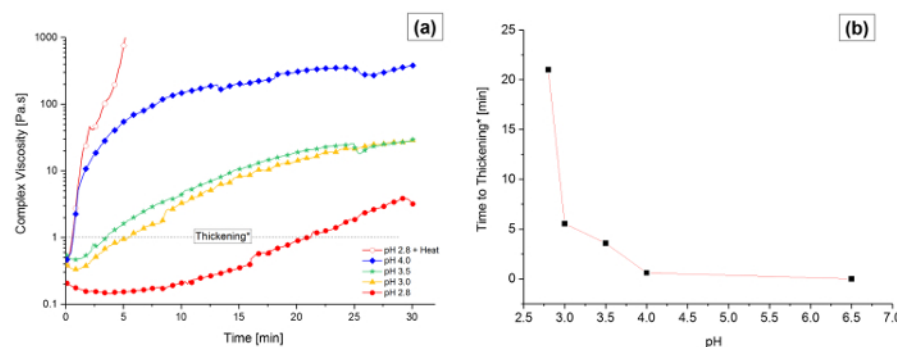 (a)
1000
100
10
1
0.1
Complex Viscosity [Pa.s]
Thickening*
pH 2.8 + Heat
pH 4.0
pH 3.5
pH 3.0
pH 2.8
0 5 10 15 20 25 30
Time [min]
(b)
25
20
15
10
5
0
Time to Thickening* [min]
2.5 3.0 3.5 4.0 4.5 5.0 5.5 6.0 6.5 7.0
pH